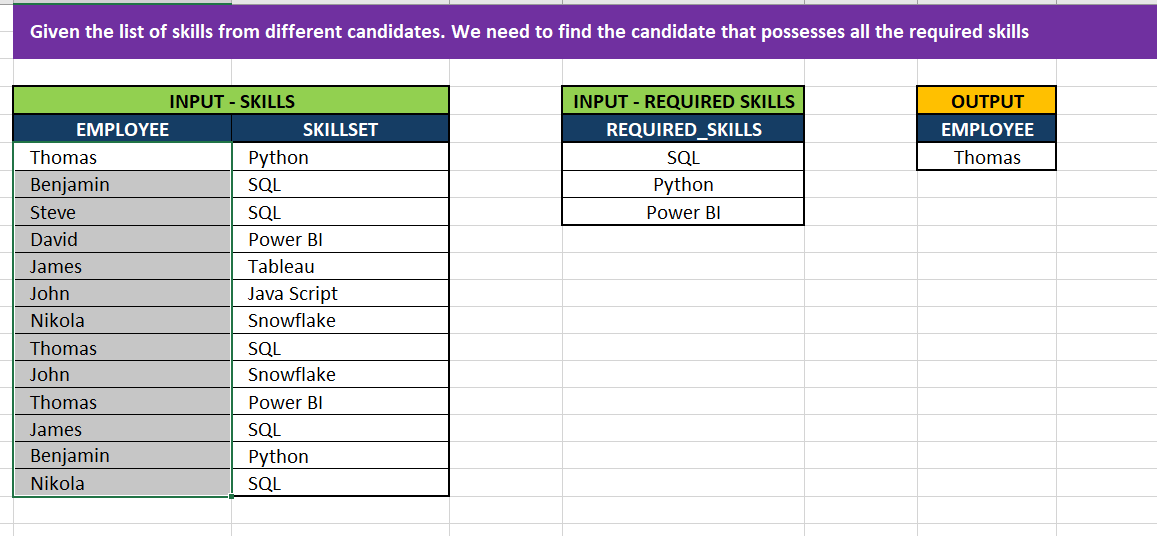 Given the list of skills from different candidates. We need to find the candidate that possesses all the required skills
INPUT - SKILLS INPUT - REQUIRED SKILLS OUTPUT
EMPLOYEE SKILLSET REQUIRED_SKILLS EMPLOYEE
Thomas Python SQL Thomas
Benjamin SQL Python
Steve SQL Power BI
David Power BI
James Tableau
John Java Script
Nikola Snowflake
Thomas SQL
John Snowflake
Thomas Power BI
James SQL
Benjamin Python
Nikola SQL